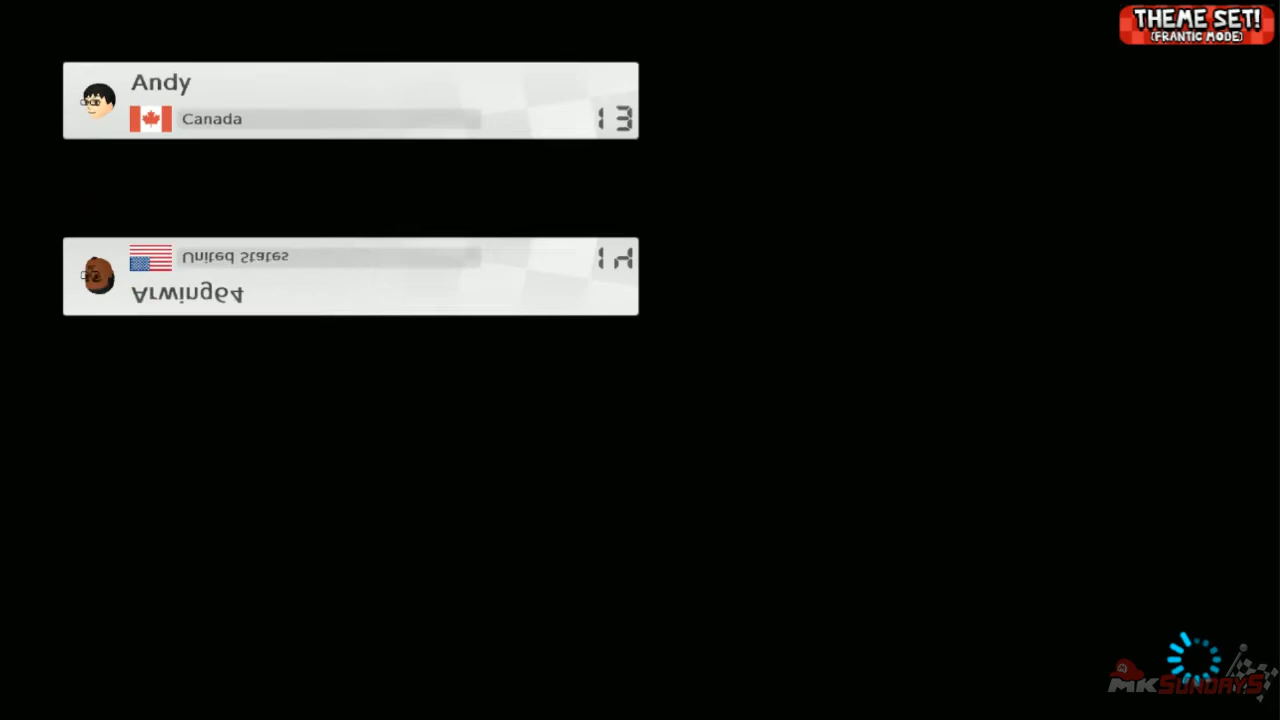 THEME SET!
(FRANTIC MODE)
Andy
Canada
13
United States
14
Arwing64
MKSUNDAYS